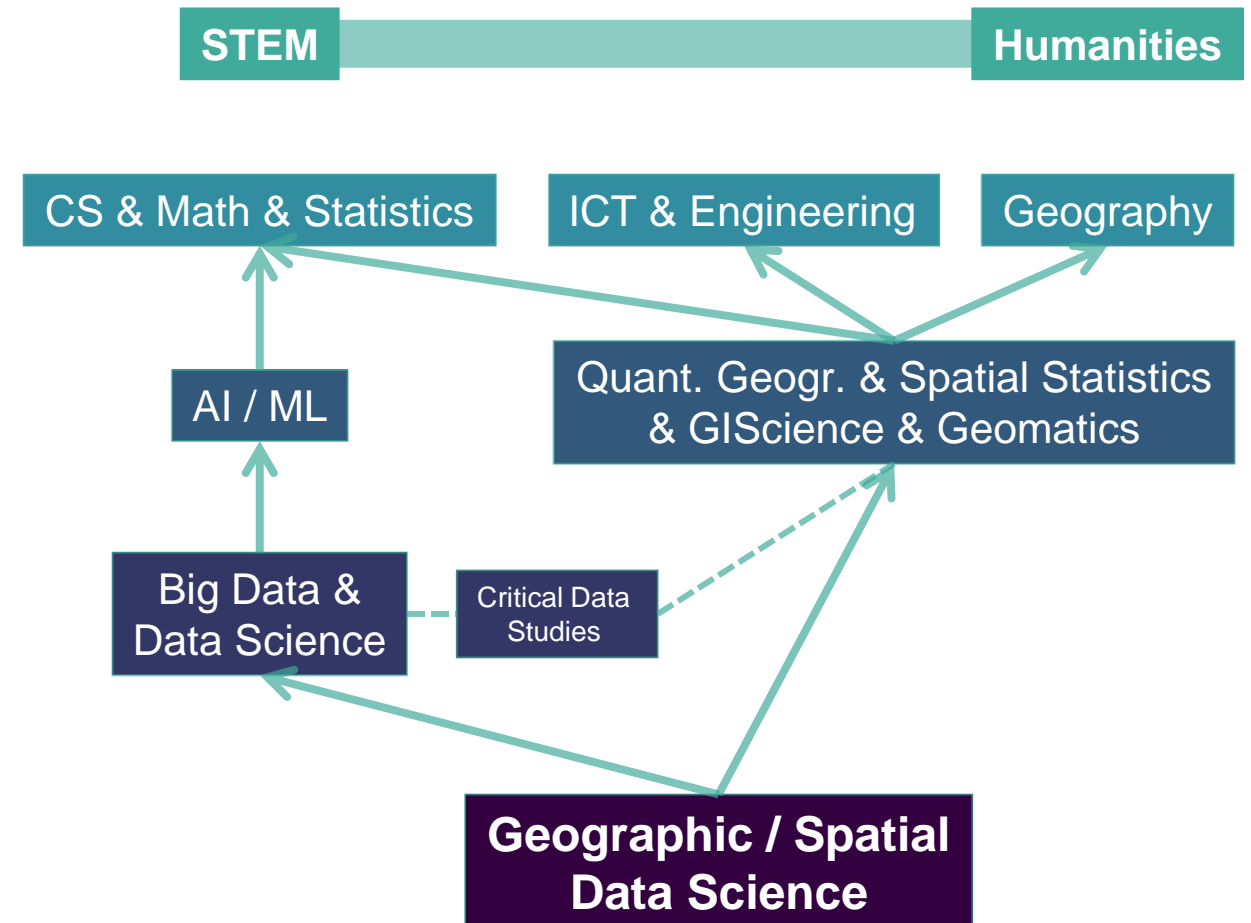 STEM
Humanities
CS & Math & Statistics
ICT & Engineering
Geography
AI / ML
Quant. Geogr. & Spatial Statistics
& GIScience & Geomatics
Big Data &
Data Science
Critical Data
Studies
Geographic / Spatial
Data Science